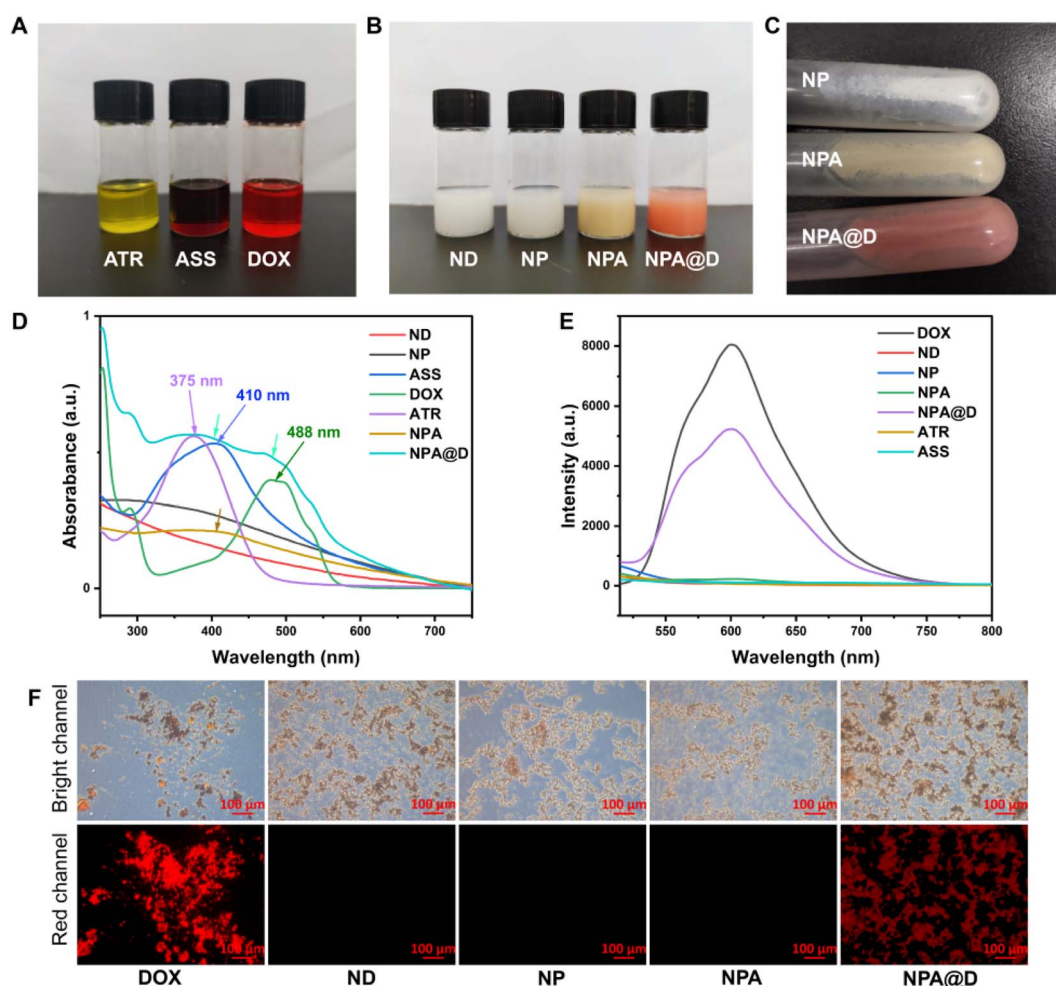 A
ATR
ASS
DOX
B
ND
NP
NPA
NPA@D
C
NP
NPA
NPA@D
D
1
0
Absorabance (a.u.)
375 nm
410 nm
488 nm
ND
NP
ASS
DOX
ATR
NPA
NPA@D
300 400 500 600 700
Wavelength (nm)
E
8000
6000
4000
2000
0
Intensity (a.u.)
DOX
ND
NP
NPA
NPA@D
ATR
ASS
550 600 650 700 750 800
Wavelength (nm)
F
Bright channel
100 μm
100 μm
100 μm
100 μm
100 μm
Red channel
100 μm
100 μm
100 μm
100 μm
100 μm
DOX
ND
NP
NPA
NPA@D